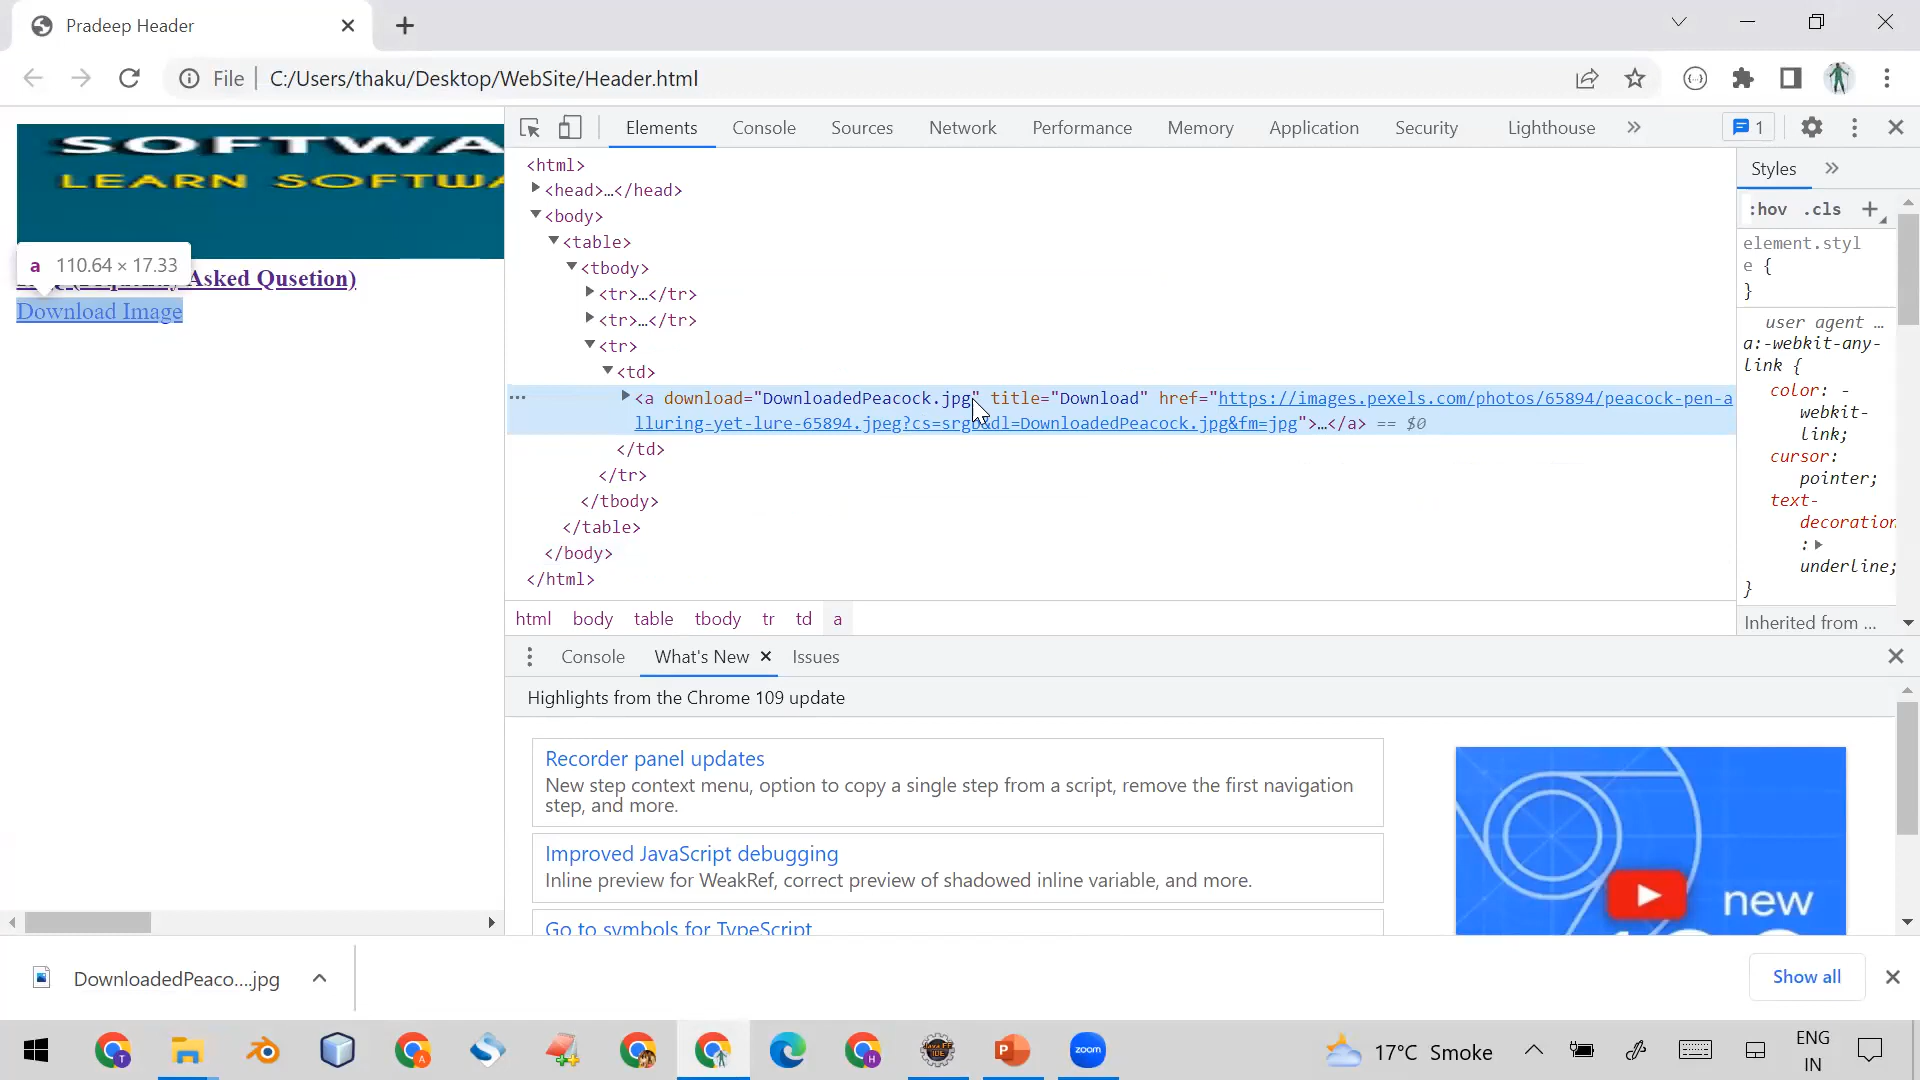 Pradeep Header
File
C:/Users/thaku/Desktop/WebSite/Header.html
SOFTWA
LEARN SOFTWA
a 110.64 × 17.33
Asked Qusetion)
Download Image
Elements
Console
Sources
Network
Performance
Memory
Application
Security
Lighthouse
1
<html>
<head>…</head>
<body>
<table>
<tbody>
<tr>…</tr>
<tr>…</tr>
<tr>
<td>
<a download="DownloadedPeacock.jpg" title="Download" href="https://images.pexels.com/photos/65894/peacock-pen-a
lluring-yet-lure-65894.jpeg?cs=srgb&dl=DownloadedPeacock.jpg&fm=jpg">…</a> == $0
</td>
</tr>
</tbody>
</table>
</body>
</html>
html body table tbody tr td a
Styles
:hov .cls
element.styl
e {
}
user agent …
a:-webkit-any-
link {
color: -
webkit-
link;
cursor:
pointer;
text-
decoration
:
underline;
}
Inherited from ...
Console
What's New
Issues
Highlights from the Chrome 109 update
Recorder panel updates
New step context menu, option to copy a single step from a script, remove the first navigation
step, and more.
Improved JavaScript debugging
Inline preview for WeakRef, correct preview of shadowed inline variable, and more.
Go to symbols for TypeScript
new
DownloadedPeaco....jpg
Show all
T
A
H
Java EE
IDE
P
zoom
17°C Smoke
ENG
IN